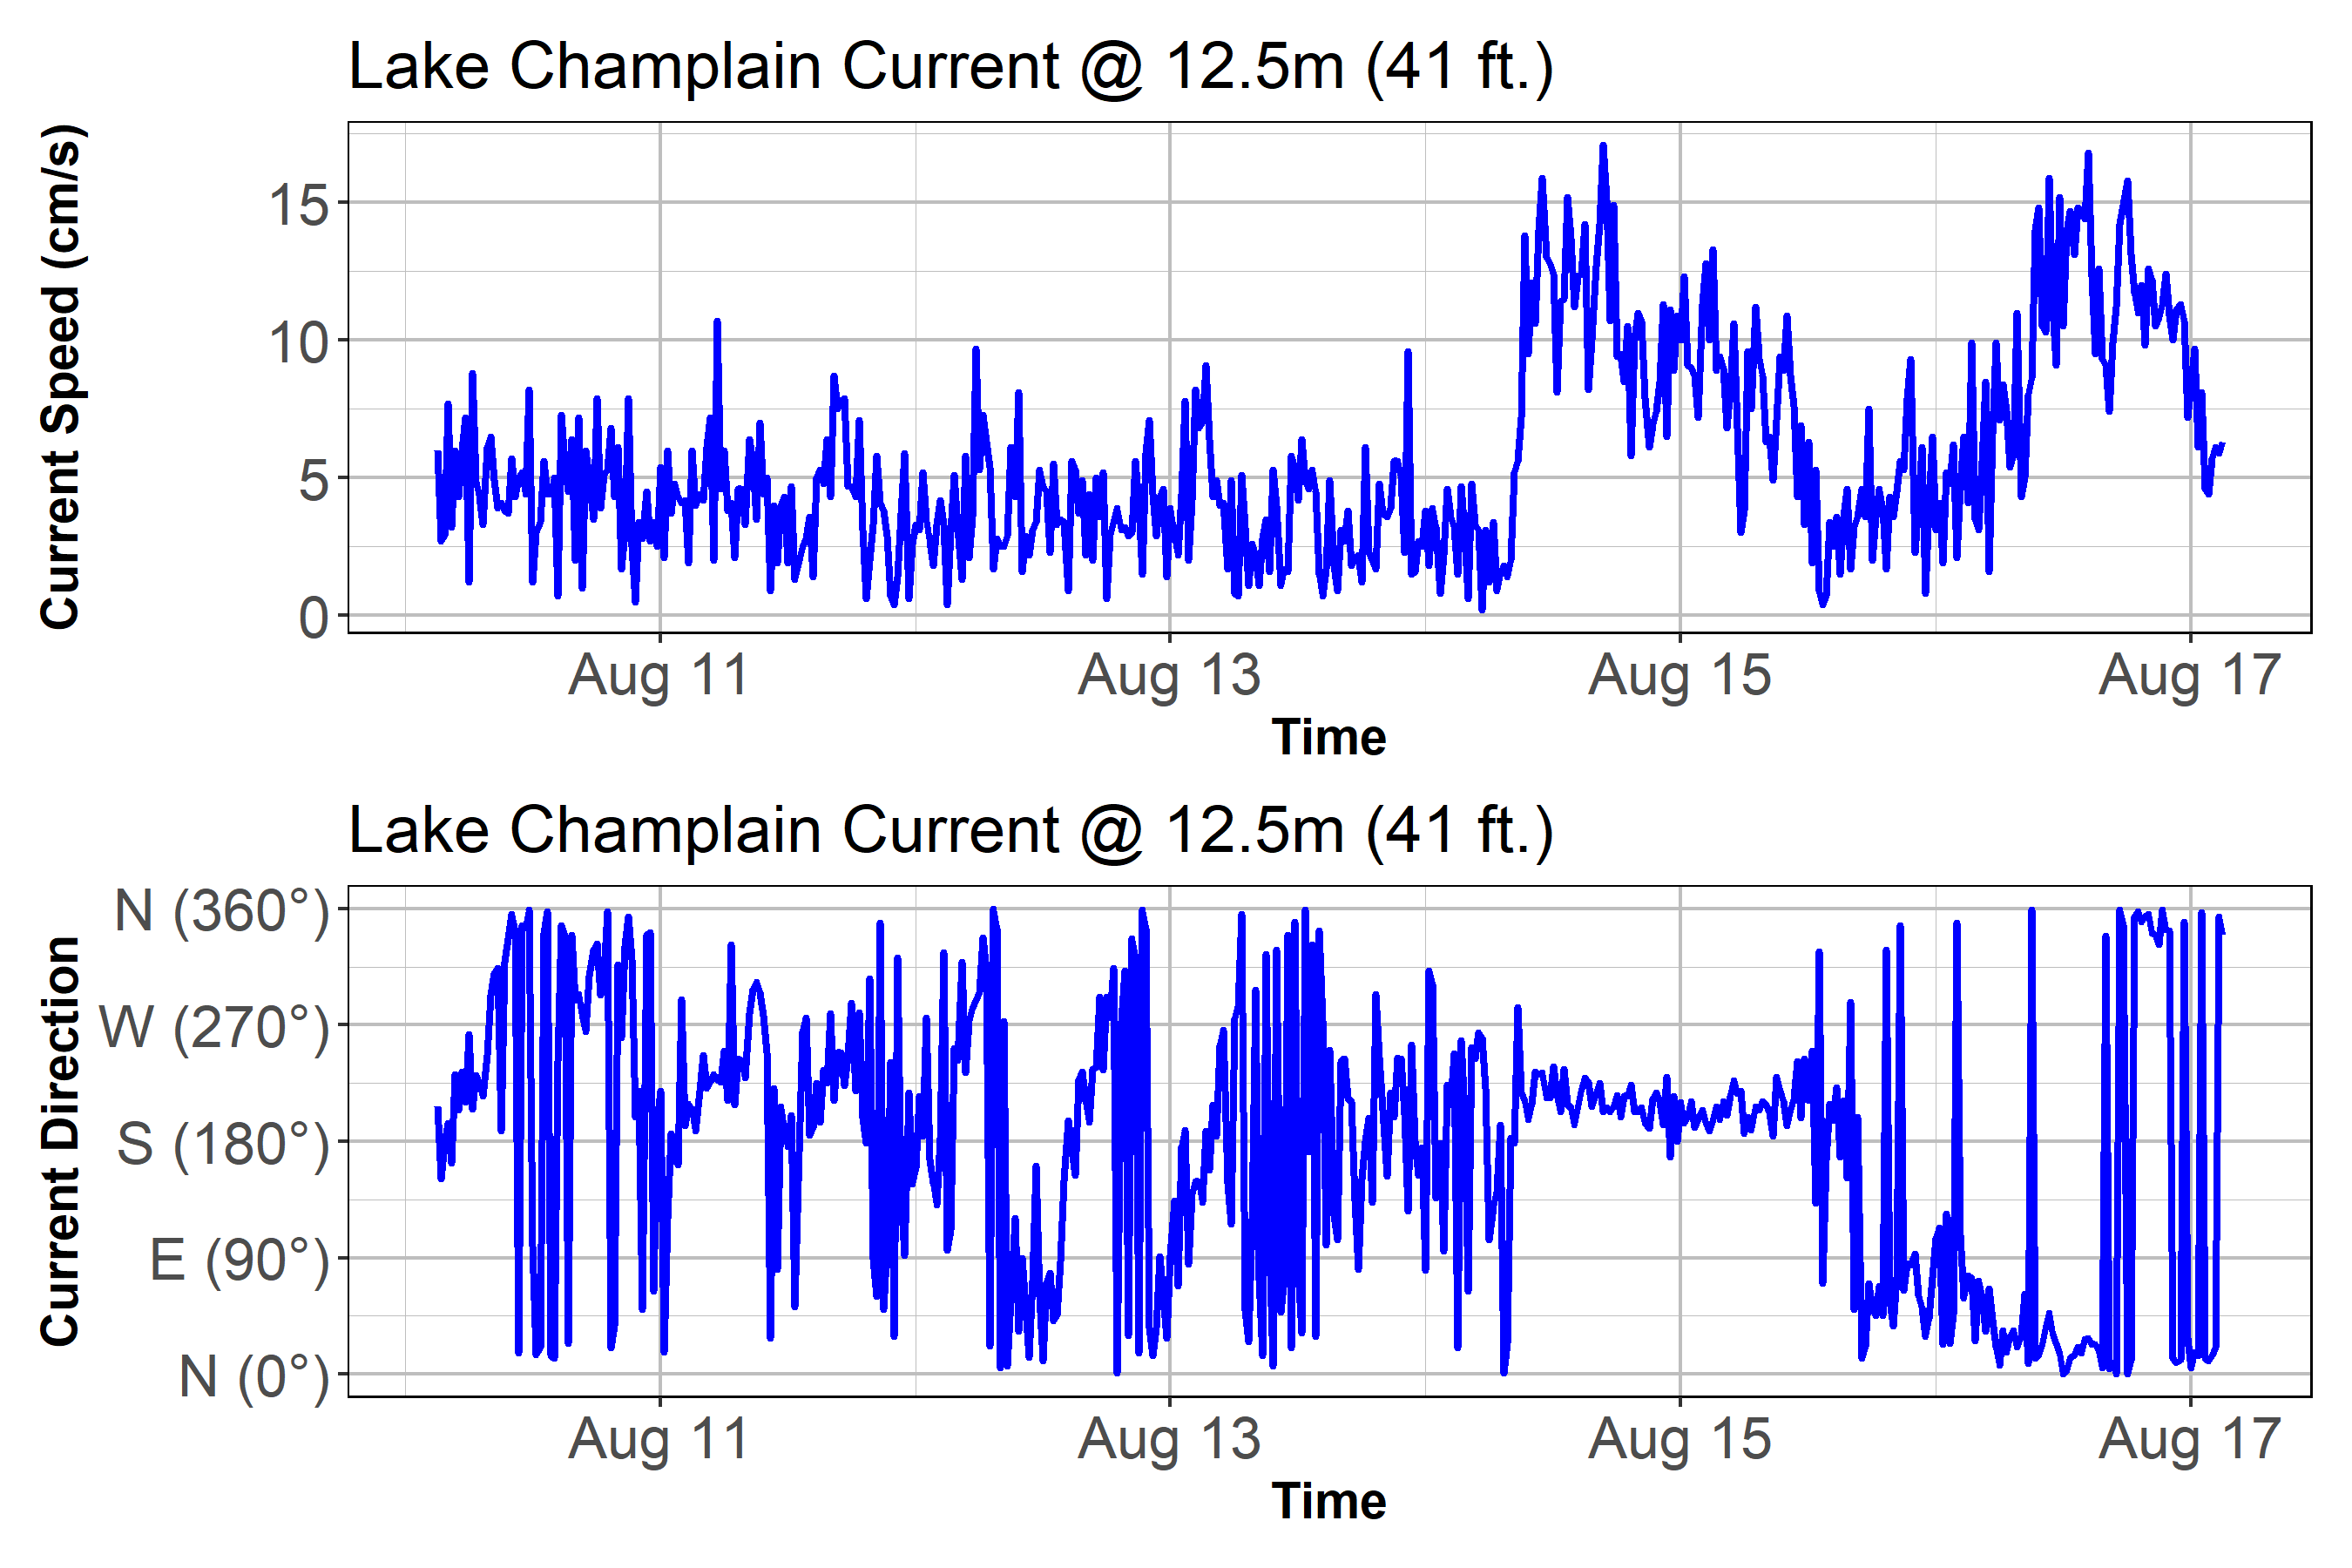 Lake Champlain Current @ 12.5m (41 ft.)
Current Speed (cm/s)
15
10
5
0
Aug 11 Aug 13 Aug 15 Aug 17
Time
Lake Champlain Current @ 12.5m (41 ft.)
Current Direction
N (360°)
W (270°)
S (180°)
E (90°)
N (0°)
Aug 11 Aug 13 Aug 15 Aug 17
Time